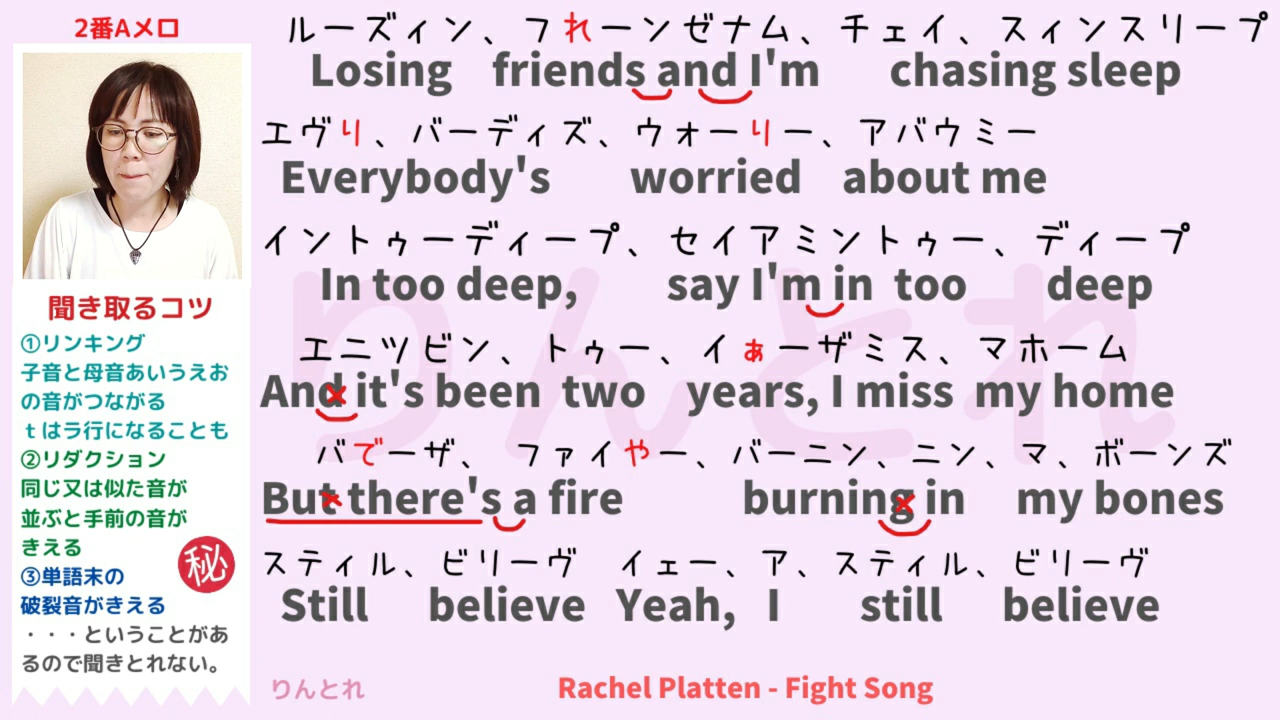 2番Aメロ
ルーズィン、フれーンゼナム、チェイ、スィンスリープ
Losing friends and I'm chasing sleep
エヴり、バーディズ、ウォーりー、アバウミー
Everybody's worried about me
イントゥーディープ、セイアミントゥー、ディープ
In too deep, say I'm in too deep
エニツビン、トゥー、イぁーザミス、マホーム
And it's been two years, I miss my home
バでーザ、ファイやー、バーニン、ニン、マ、ボーンズ
But there's a fire burning in my bones
スティル、ビリーヴ イェー、ア、スティル、ビリーヴ
Still believe Yeah, I still believe
聞き取るコツ
①リンキング
子音と母音あいうえお
の音がつながる
tはラ行になることも
②リダクション
同じ又は似た音が
並ぶと手前の音が
きえる
③単語末の
破裂音がきえる
・・・ということがあ
るので聞きとれない。
秘
りんとれ
りんとれ
Rachel Platten - Fight Song